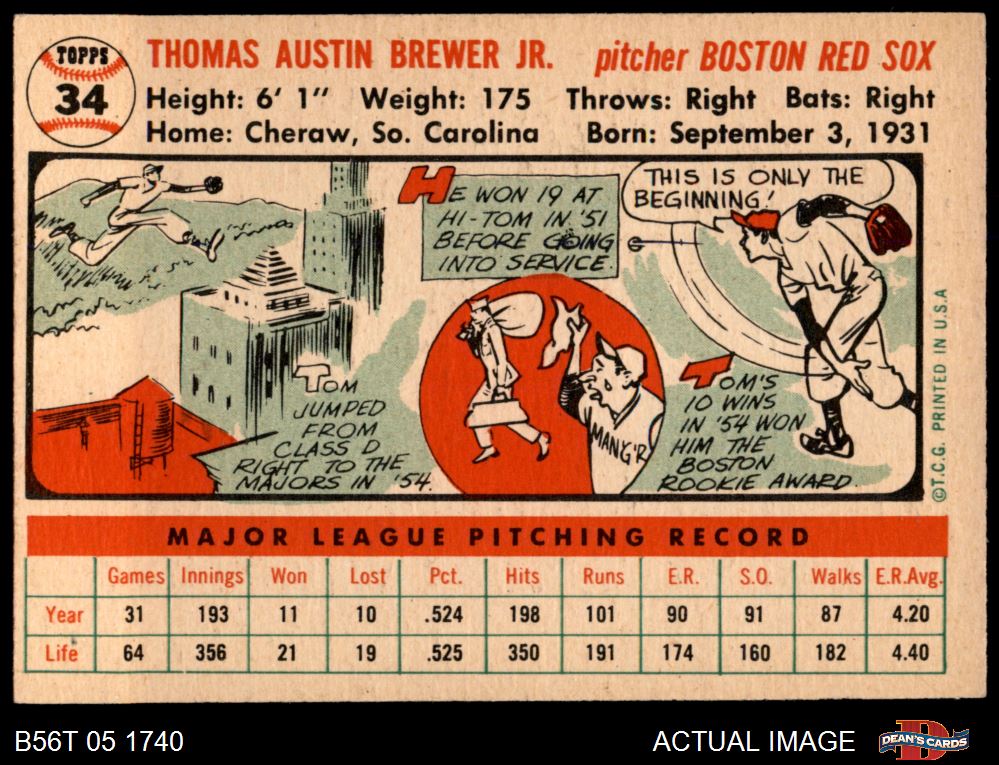 TOPPS
34
THOMAS AUSTIN BREWER JR. pitcher BOSTON RED SOX
Height: 6' 1" Weight: 175 Throws: Right Bats: Right
Home: Cheraw, So. Carolina Born: September 3, 1931
TOM
JUMPED
FROM
CLASS D
RIGHT TO THE
MAJORS IN '54.
HE WON 19 AT
HI-TOM IN '51
BEFORE GOING
INTO SERVICE.
MANG'R
THIS IS ONLY THE
BEGINNING!
TOM'S
10 WINS
IN '54 WON
HIM THE
BOSTON
ROOKIE AWARD.
©T.C.G. PRINTED IN U.S.A
MAJOR LEAGUE PITCHING RECORD
Games Innings Won Lost Pct. Hits Runs E.R. S.O. Walks E.R.Avg.
Year 31 193 11 10 .524 198 101 90 91 87 4.20
Life 64 356 21 19 .525 350 191 174 160 182 4.40
B56T 05 1740
ACTUAL IMAGE
D
DEAN'S CARDS